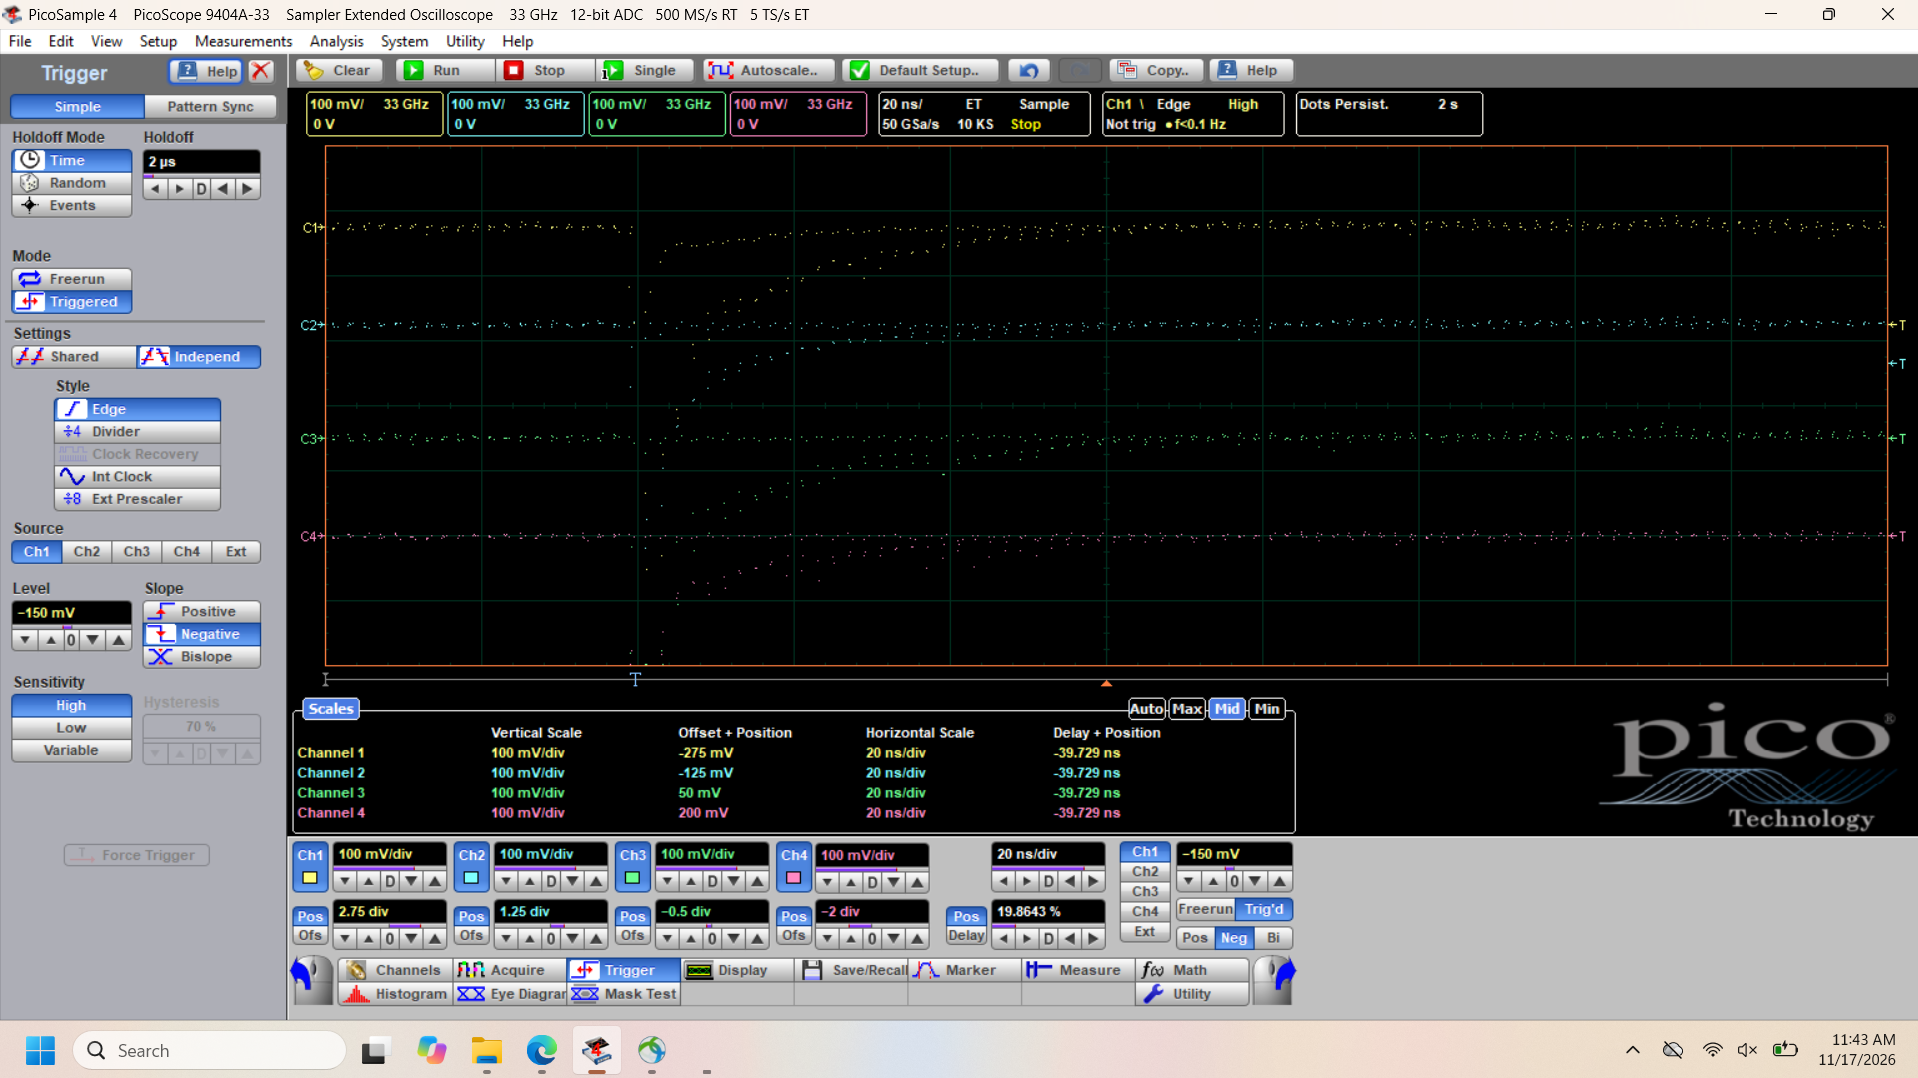 PicoSample 4 PicoScope 9404A-33 Sampler Extended Oscilloscope 33 GHz 12-bit ADC 500 MS/s RT 5 TS/s ET
File Edit View Setup Measurements Analysis System Utility Help
Trigger Help
Clear Run Stop Single Autoscale.. Default Setup.. Copy.. Help
Simple Pattern Sync
Holdoff Mode Holdoff
Time 2 µs
Random
D
Events
Mode
Freerun
Triggered
Settings
Shared Independ
Style
Edge
÷4 Divider
Clock Recovery
Int Clock
÷8 Ext Prescaler
Source
Ch1 Ch2 Ch3 Ch4 Ext
Level Slope
−150 mV Positive
0 Negative
Bislope
Sensitivity Hysteresis
High 70 %
Low
Variable
D
Force Trigger
100 mV/ 33 GHz 100 mV/ 33 GHz 100 mV/ 33 GHz 100 mV/ 33 GHz 20 ns/ ET Sample Ch1 \ Edge High Dots Persist. 2 s
0 V 0 V 0 V 0 V 50 GSa/s 10 KS Stop Not trig f<0.1 Hz
C1
C2 T
T
C3 T
C4 T
T
Scales Auto Max Mid Min
Vertical Scale Offset + Position Horizontal Scale Delay + Position
Channel 1 100 mV/div -275 mV 20 ns/div -39.729 ns
Channel 2 100 mV/div -125 mV 20 ns/div -39.729 ns
Channel 3 100 mV/div 50 mV 20 ns/div -39.729 ns
Channel 4 100 mV/div 200 mV 20 ns/div -39.729 ns
pico®
Technology
Ch1 100 mV/div Ch2 100 mV/div Ch3 100 mV/div Ch4 100 mV/div 20 ns/div Ch1 −150 mV
D D D D D Ch2 0
Ch3
Pos 2.75 div Pos 1.25 div Pos −0.5 div Pos −2 div Pos 19.8643 % Ch4 Freerun Trig'd
Ofs 0 Ofs 0 Ofs 0 Ofs 0 Delay D Ext Pos Neg Bi
Channels Acquire Trigger Display Save/Recall Marker Measure f(x) Math
Histogram Eye Diagram Mask Test Utility
Search
11:43 AM
11/17/2026